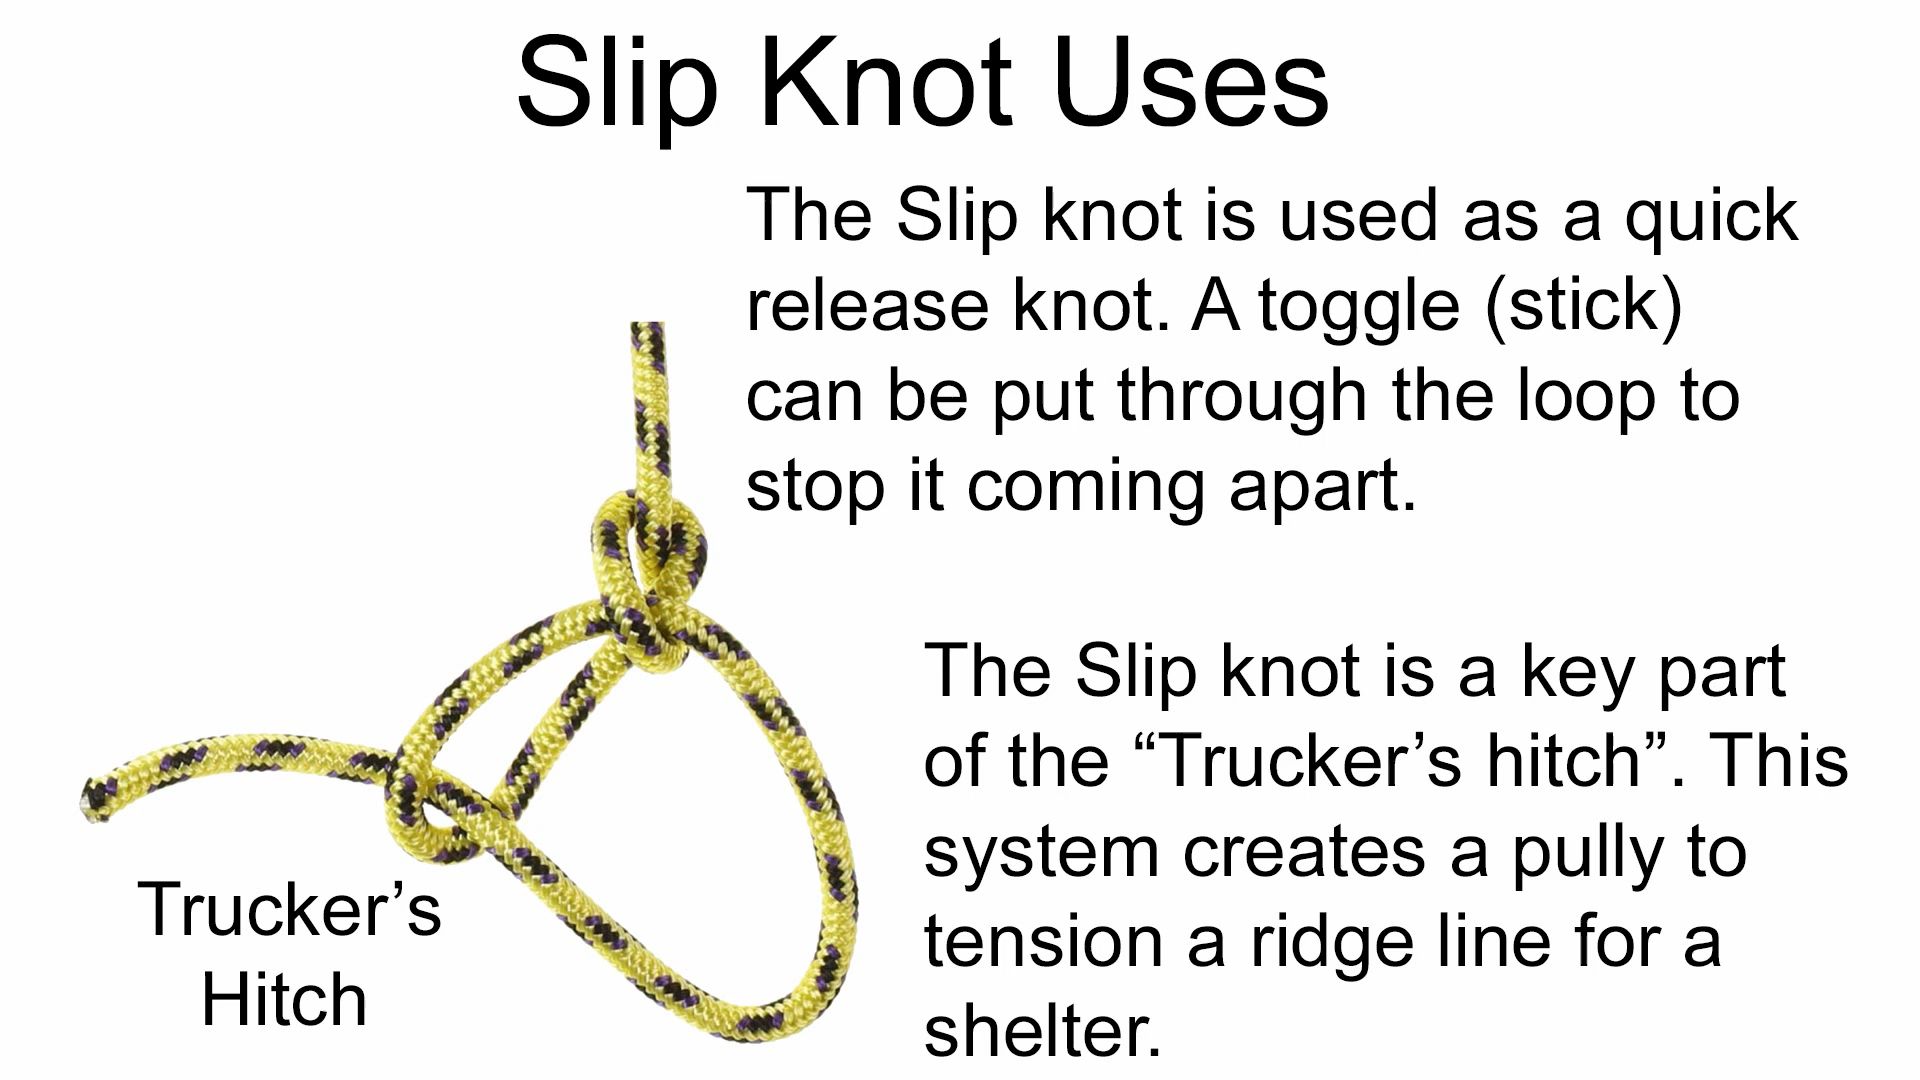 Slip Knot Uses
The Slip knot is used as a quick
release knot. A toggle (stick)
can be put through the loop to
stop it coming apart.
The Slip knot is a key part
of the “Trucker’s hitch”. This
system creates a pully to
tension a ridge line for a
shelter.
Trucker’s
Hitch